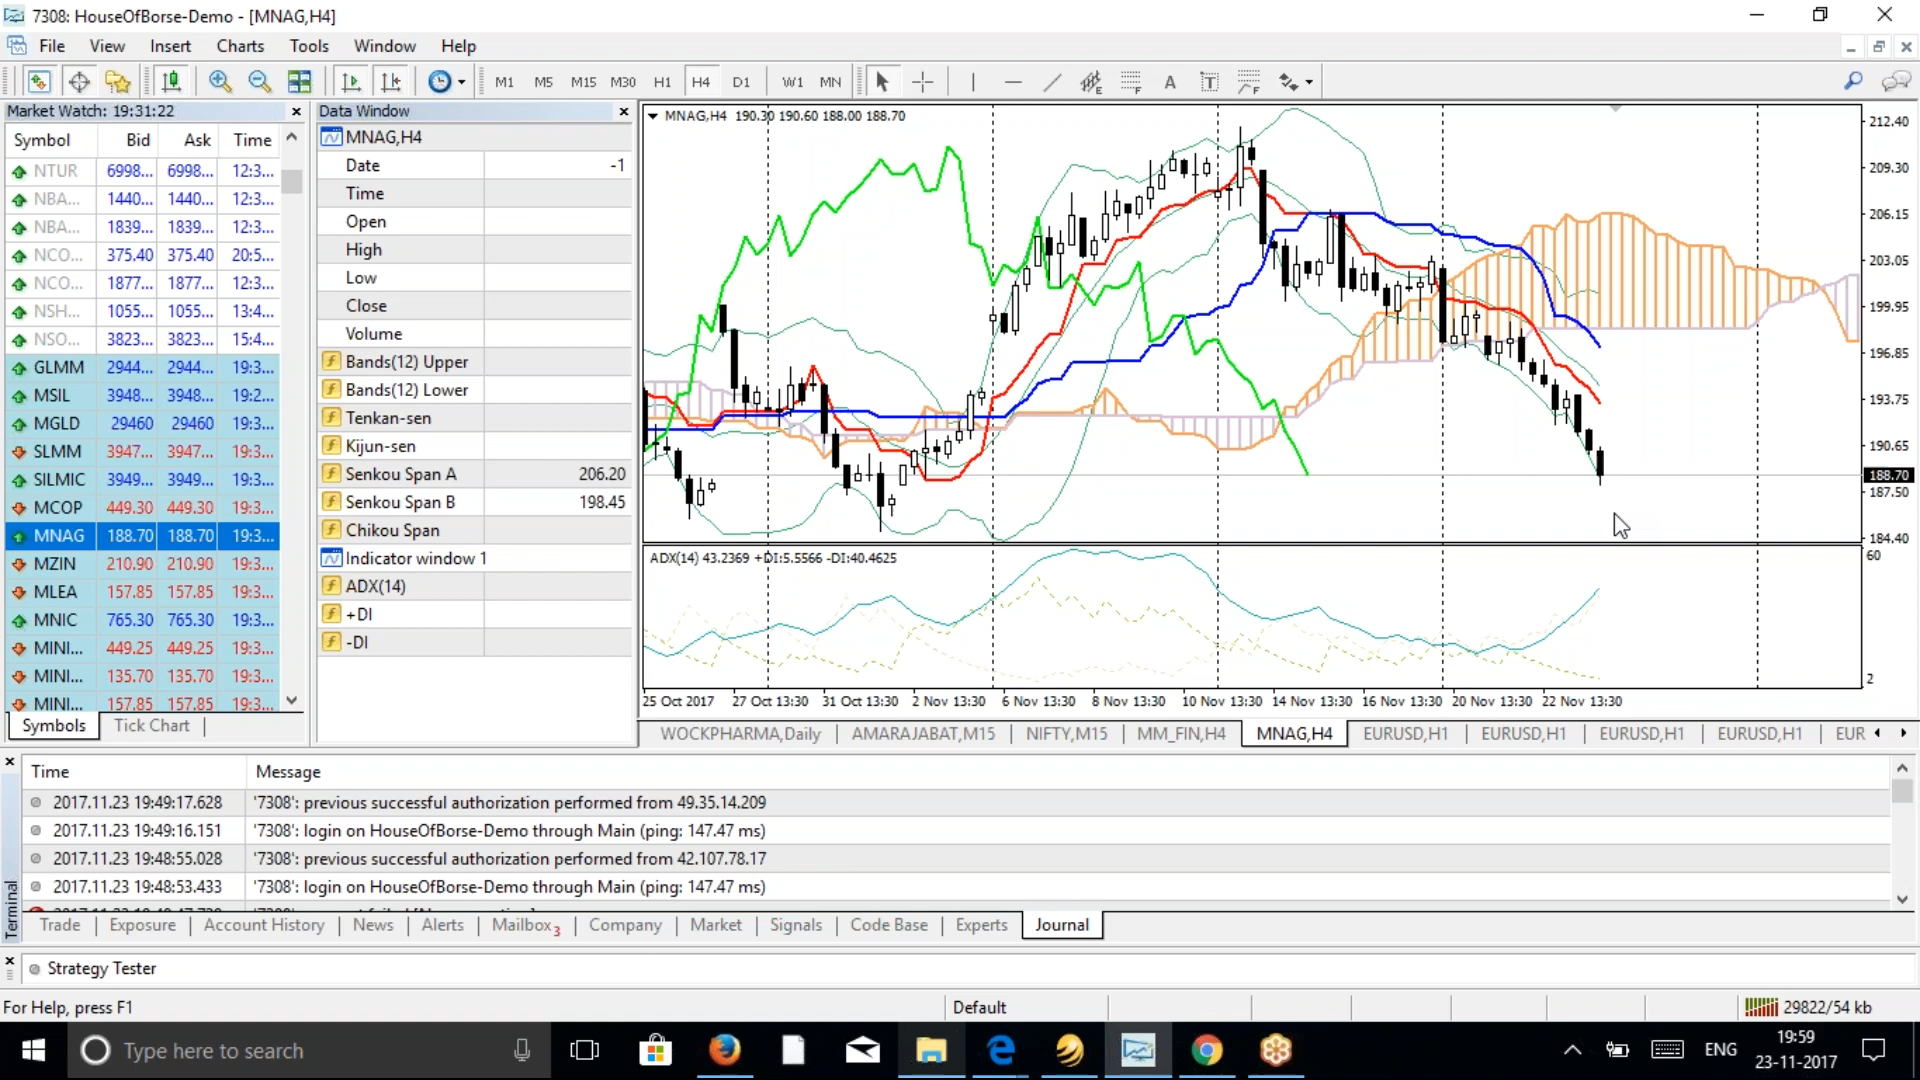 7308: HouseOfBorse-Demo - [MNAG,H4]
File View Insert Charts Tools Window Help
M1 M5 M15 M30 H1 H4 D1 W1 MN
Market Watch: 19:31:22
Symbol Bid Ask Time
NTUR 6998... 6998... 12:3...
NBA... 1440... 1440... 12:3...
NBA... 1839... 1839... 12:3...
NCO... 375.40 375.40 20:5...
NCO... 1877... 1877... 12:3...
NSH... 1055... 1055... 13:4...
NSO... 3823... 3823... 15:4...
GLMM 2944... 2944... 19:3...
MSIL 3948... 3948... 19:2...
MGLD 29460 29460 19:3...
SLMM 3947... 3947... 19:3...
SILMIC 3949... 3949... 19:3...
MCOP 449.30 449.30 19:3...
MNAG 188.70 188.70 19:3...
MZIN 210.90 210.90 19:3...
MLEA 157.85 157.85 19:3...
MNIC 765.30 765.30 19:3...
MINI... 449.25 449.25 19:3...
MINI... 135.70 135.70 19:3...
MINI... 157.85 157.85 19:3...
Symbols Tick Chart
Data Window
MNAG,H4
Date -1
Time
Open
High
Low
Close
Volume
Bands(12) Upper
Bands(12) Lower
Tenkan-sen
Kijun-sen
Senkou Span A 206.20
Senkou Span B 198.45
Chikou Span
Indicator window 1
ADX(14)
+DI
-DI
MNAG,H4 190.30 190.60 188.00 188.70
212.40
209.30
206.15
203.05
199.95
196.85
193.75
190.65
188.70
187.50
184.40
ADX(14) 43.2369 +DI:5.5566 -DI:40.4625
60
2
25 Oct 2017 27 Oct 13:30 31 Oct 13:30 2 Nov 13:30 6 Nov 13:30 8 Nov 13:30 10 Nov 13:30 14 Nov 13:30 16 Nov 13:30 20 Nov 13:30 22 Nov 13:30
WOCKPHARMA,Daily AMARAJABAT,M15 NIFTY,M15 MM_FIN,H4 MNAG,H4 EURUSD,H1 EURUSD,H1 EURUSD,H1 EURUSD,H1 EUR
Time Message
2017.11.23 19:49:17.628 '7308': previous successful authorization performed from 49.35.14.209
2017.11.23 19:49:16.151 '7308': login on HouseOfBorse-Demo through Main (ping: 147.47 ms)
2017.11.23 19:48:55.028 '7308': previous successful authorization performed from 42.107.78.17
2017.11.23 19:48:53.433 '7308': login on HouseOfBorse-Demo through Main (ping: 147.47 ms)
Terminal
Trade Exposure Account History News Alerts Mailbox3 Company Market Signals Code Base Experts Journal
Strategy Tester
For Help, press F1 Default 29822/54 kb
Type here to search
ENG
19:59
23-11-2017